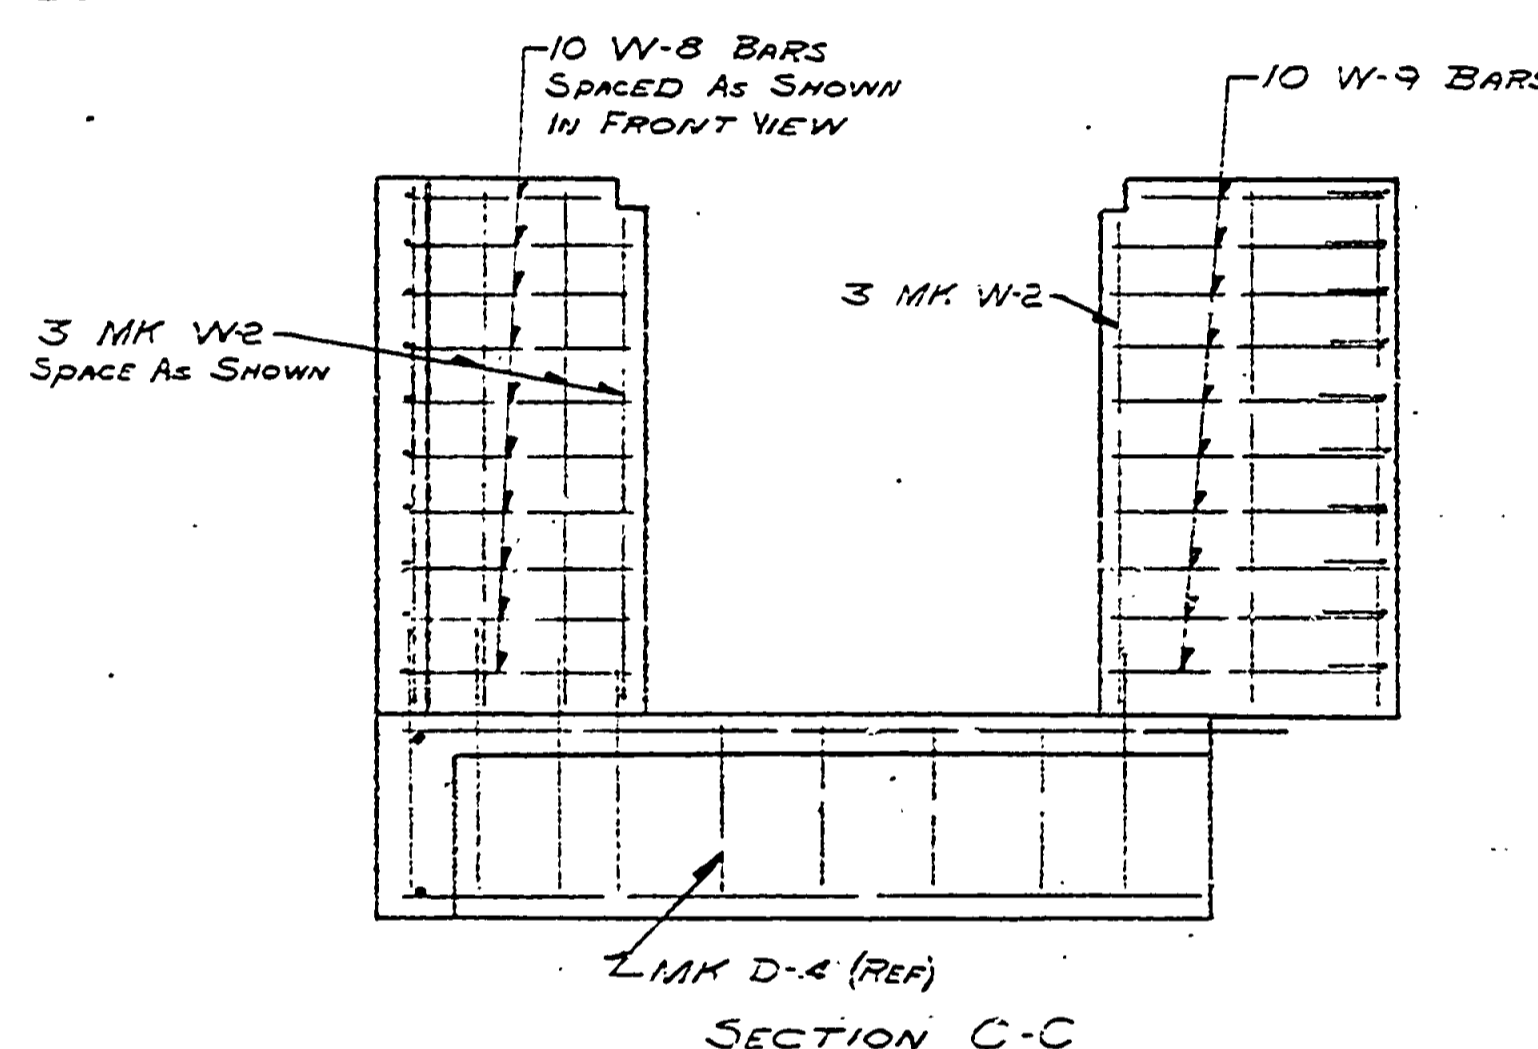 10 W-8 BARS
SPACED AS SHOWN
IN FRONT VIEW
10 W-9 BARS
3 MK W-2
3 MK W-2
SPACE AS SHOWN
MK D-4 (REF)
SECTION C-C